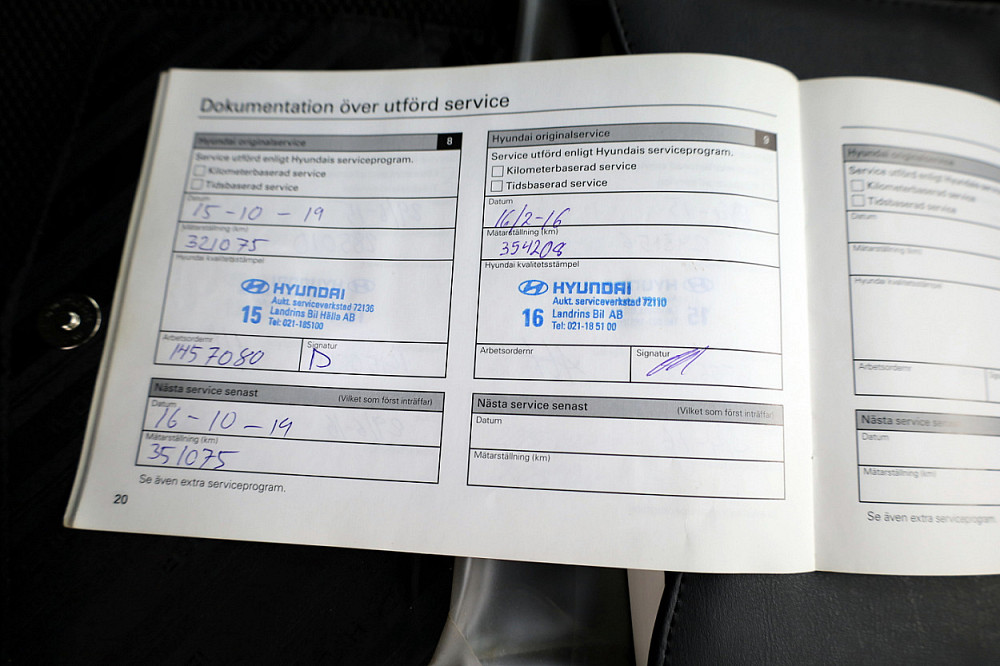 Dokumentation över utförd service
Hyundai originalservice 8
Service utförd enligt Hyundais serviceprogram.
Kilometerbaserad service
Tidsbaserad service
Datum
15-10-19
Mätarställning (km)
321075
Hyundai kvalitetsstämpel
HYUNDAI
Aukt. serviceverkstad 72136
15 Landrins Bil Hälla AB
Tel: 021-185100
Arbetsordernr
1457080
Signatur
Nästa service senast (Vilket som först inträffar)
Datum
16-10-19
Mätarställning (km)
351075
Se även extra serviceprogram.
20
Hyundai originalservice 9
Service utförd enligt Hyundais serviceprogram.
Kilometerbaserad service
Tidsbaserad service
Datum
16/2-16
Mätarställning (km)
354208
Hyundai kvalitetsstämpel
HYUNDAI
Aukt. serviceverkstad 72110
16 Landrins Bil AB
Tel: 021-18 51 00
Arbetsordernr
Signatur
Nästa service senast (Vilket som först inträffar)
Datum
Mätarställning (km)
Hyundai originalservice
Service utförd enligt Hyundais
Kilometerbaserad service
Tidsbaserad service
Datum
Mätarställning (km)
Hyundai kvalitetsstämpel
Arbetsordernr
Nästa service
Datum
Mätarställning (km)
Se även extra serviceprogram